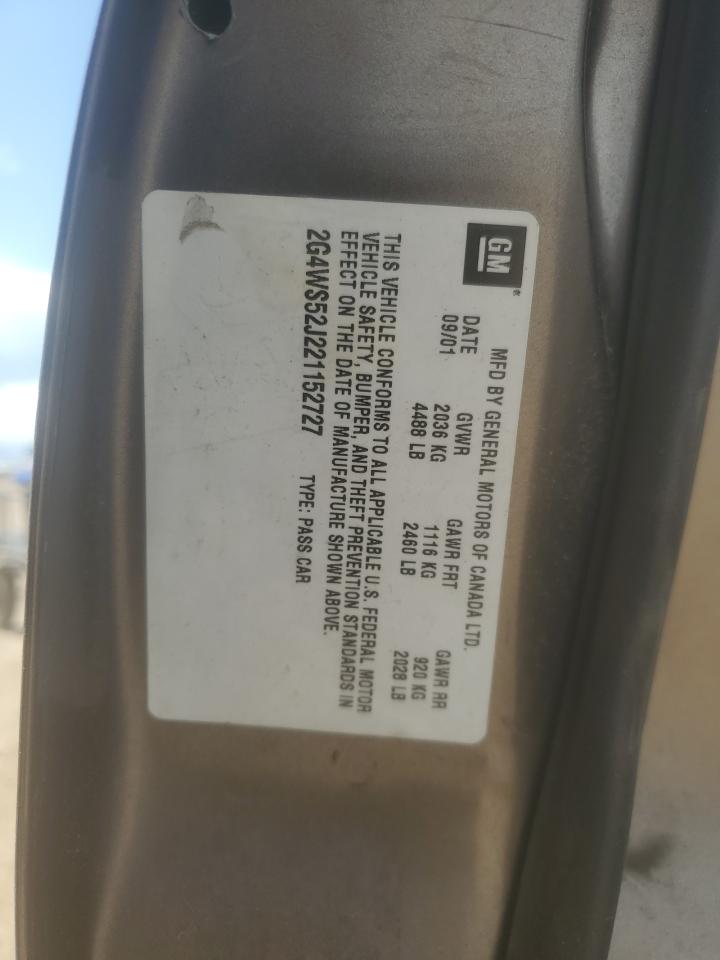 GM
MFD BY GENERAL MOTORS OF CANADA LTD.
DATE GVWR GAWR FRT GAWR RR
09/01 2036 KG 1116 KG 920 KG
4488 LB 2460 LB 2028 LB
THIS VEHICLE CONFORMS TO ALL APPLICABLE U.S. FEDERAL MOTOR
VEHICLE SAFETY, BUMPER, AND THEFT PREVENTION STANDARDS IN
EFFECT ON THE DATE OF MANUFACTURE SHOWN ABOVE.
2G4WS52J221152727 TYPE: PASS CAR